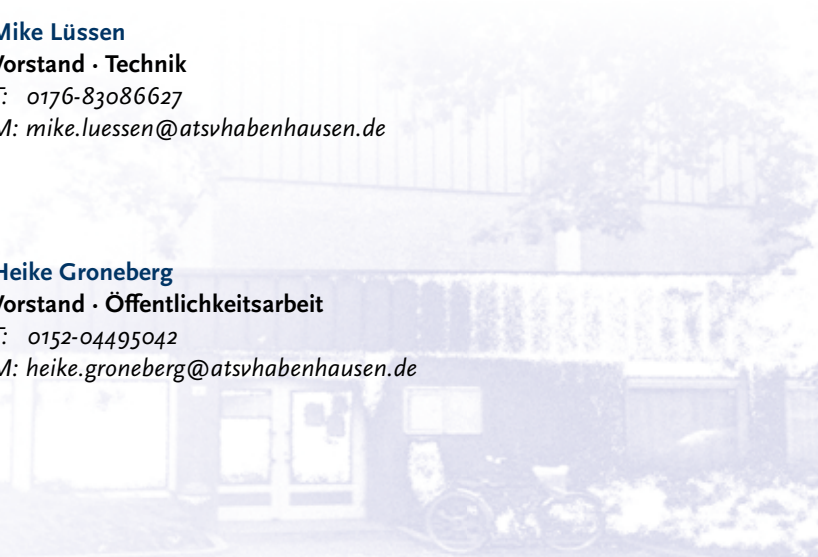 Mike Lüssen
Vorstand · Technik
T: 0176-83086627
M: mike.luessen@atsvhabenhausen.de
Heike Groneberg
Vorstand · Öffentlichkeitsarbeit
T: 0152-04495042
M: heike.groneberg@atsvhabenhausen.de